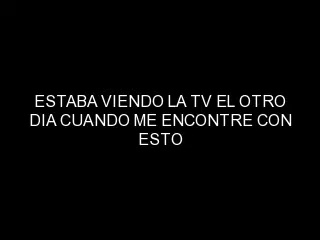 ESTABA VIENDO LA TV EL OTRO
DIA CUANDO ME ENCONTRE CON
ESTO